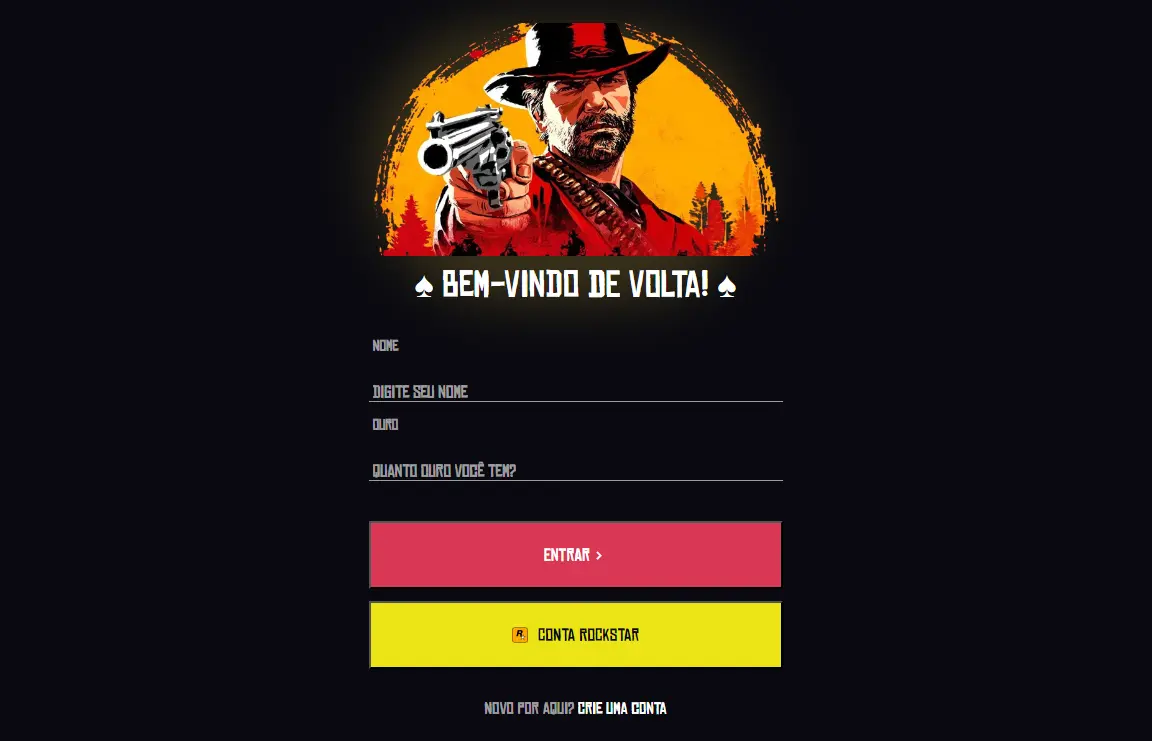 ♠ BEM-VINDO DE VOLTA! ♠
NOME
DIGITE SEU NOME
OURO
QUANTO OURO VOCÊ TEM?
ENTRAR >
R* CONTA ROCKSTAR
NOVO POR AQUI? CRIE UMA CONTA